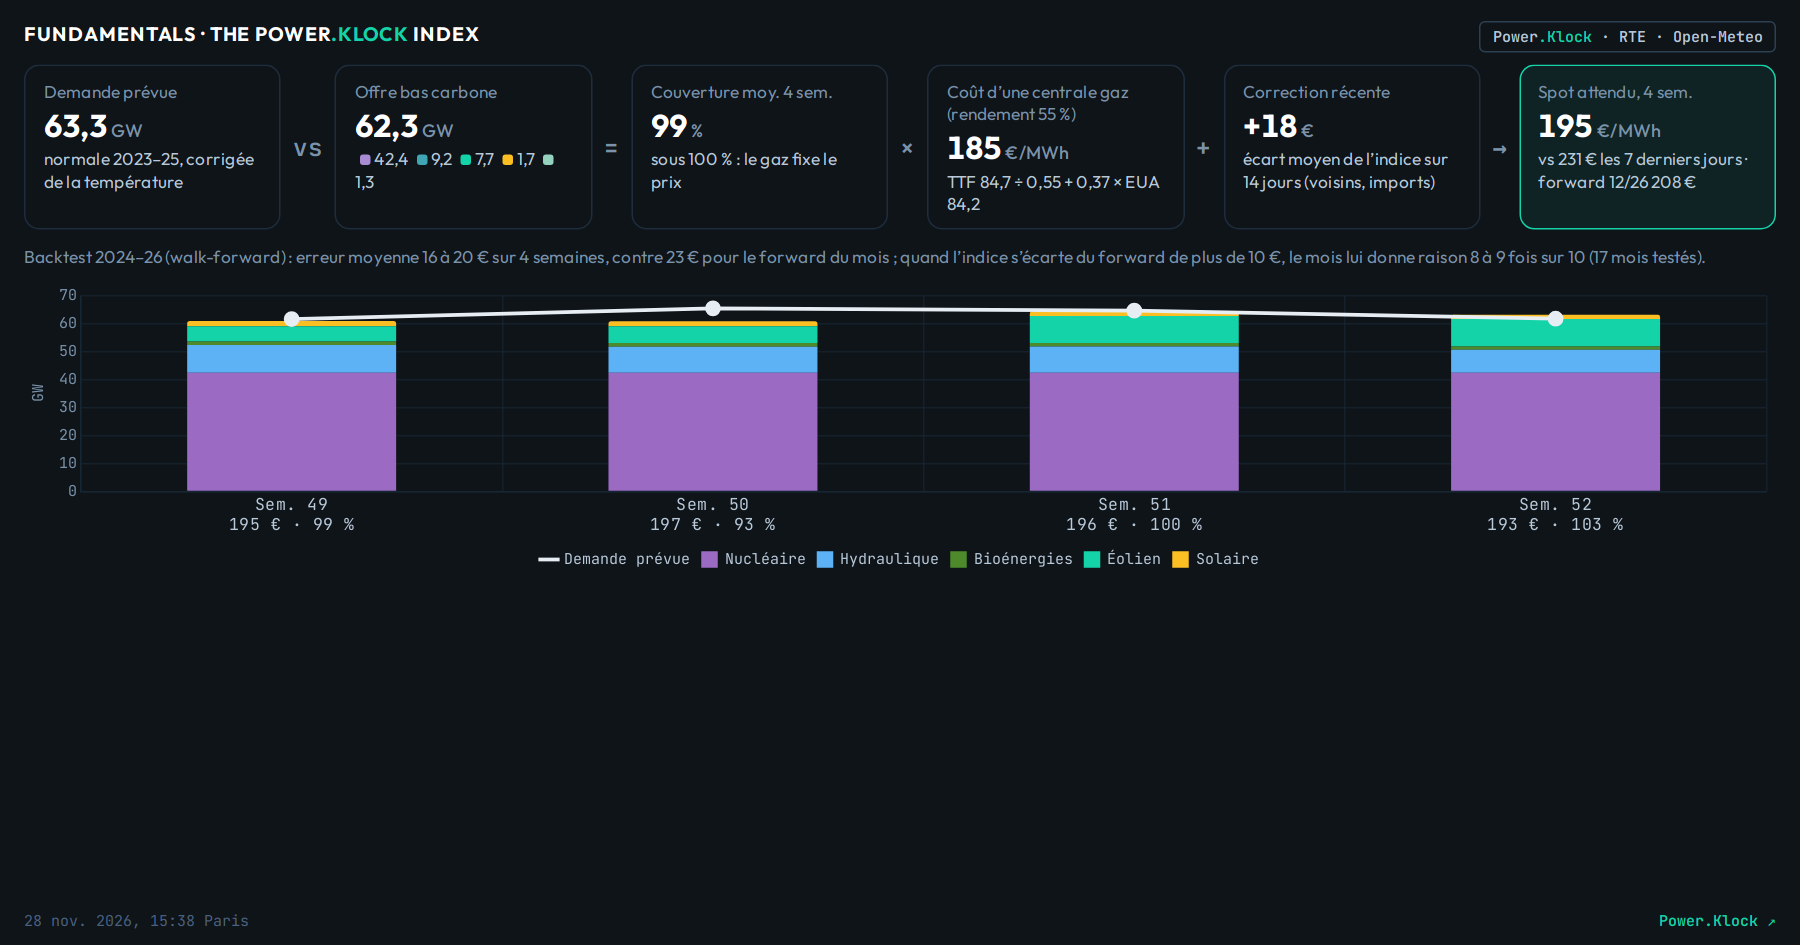 FUNDAMENTALS · THE POWER.KLOCK INDEX
Power.Klock · RTE · Open-Meteo
Demande prévue
63,3 GW
normale 2023–25, corrigée
de la température
VS
Offre bas carbone
62,3 GW
42,4 9,2 7,7 1,7
1,3
=
Couverture moy. 4 sem.
99 %
sous 100 % : le gaz fixe le
prix
×
Coût d’une centrale gaz
(rendement 55 %)
185 €/MWh
TTF 84,7 ÷ 0,55 + 0,37 × EUA
84,2
+
Correction récente
+18 €
écart moyen de l’indice sur
14 jours (voisins, imports)
→
Spot attendu, 4 sem.
195 €/MWh
vs 231 € les 7 derniers jours ·
forward 12/26 208 €
Backtest 2024–26 (walk-forward) : erreur moyenne 16 à 20 € sur 4 semaines, contre 23 € pour le forward du mois ; quand l’indice s’écarte du forward de plus de 10 €, le mois lui donne raison 8 à 9 fois sur 10 (17 mois testés).
GW
70
60
50
40
30
20
10
0
Sem. 49
195 € · 99 %
Sem. 50
197 € · 93 %
Sem. 51
196 € · 100 %
Sem. 52
193 € · 103 %
Demande prévue Nucléaire Hydraulique Bioénergies Éolien Solaire
28 nov. 2026, 15:38 Paris
Power.Klock ↗